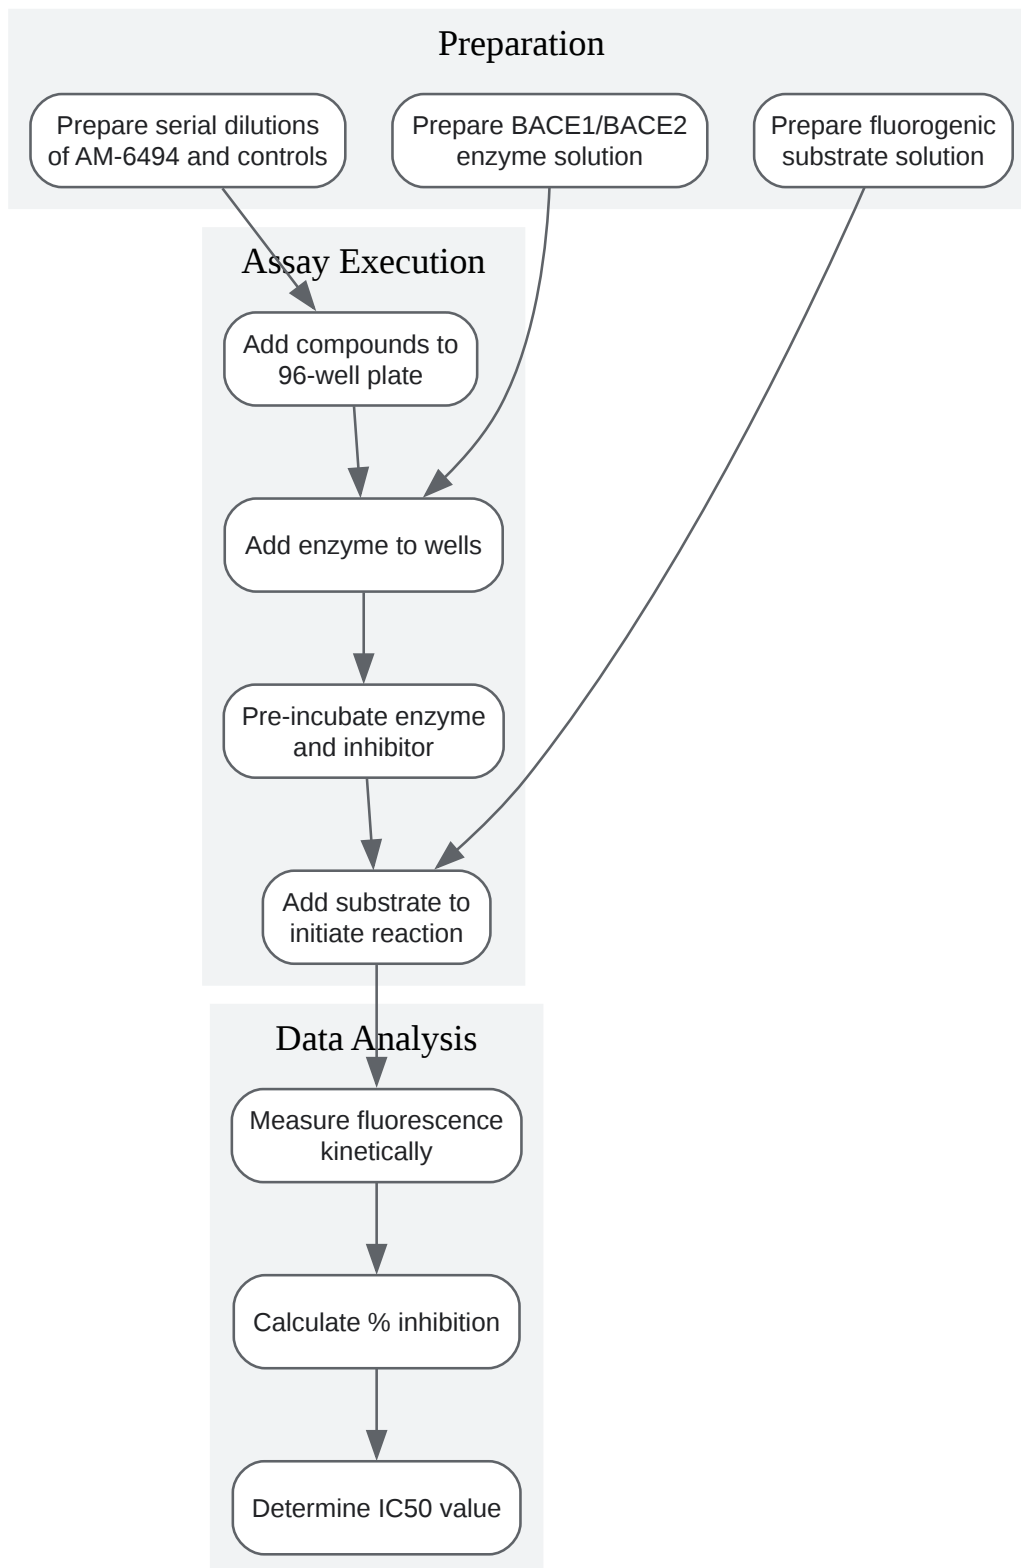 Preparation
Prepare serial dilutions
of AM-6494 and controls
Prepare BACE1/BACE2
enzyme solution
Prepare fluorogenic
substrate solution
Assay Execution
Add compounds to
96-well plate
Add enzyme to wells
Pre-incubate enzyme
and inhibitor
Add substrate to
initiate reaction
Data Analysis
Measure fluorescence
kinetically
Calculate % inhibition
Determine IC50 value